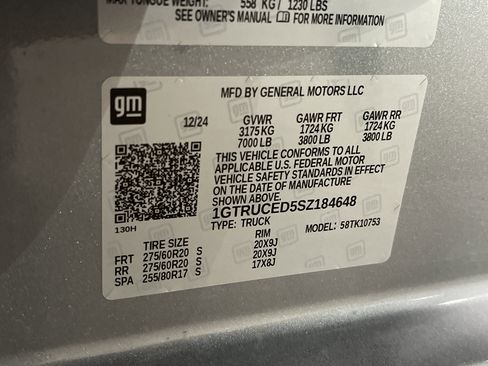 MAX TONGUE WEIGHT: 558 KG / 1230 LBS
SEE OWNER'S MANUAL gm FOR MORE INFORMATION
MFD BY GENERAL MOTORS LLC
gm
12/24 GVWR GAWR FRT GAWR RR
3175 KG 1724 KG 1724 KG
7000 LB 3800 LB 3800 LB
THIS VEHICLE CONFORMS TO ALL
APPLICABLE U.S. FEDERAL MOTOR
VEHICLE SAFETY STANDARDS IN EFFECT
ON THE DATE OF MANUFACTURE
SHOWN ABOVE.
1GTRUCED5SZ184648
TYPE: TRUCK MODEL: 58TK10753
130H
TIRE SIZE RIM
FRT 275/60R20 S 20X9J
RR 275/60R20 S 20X9J
SPA 255/80R17 S 17X8J